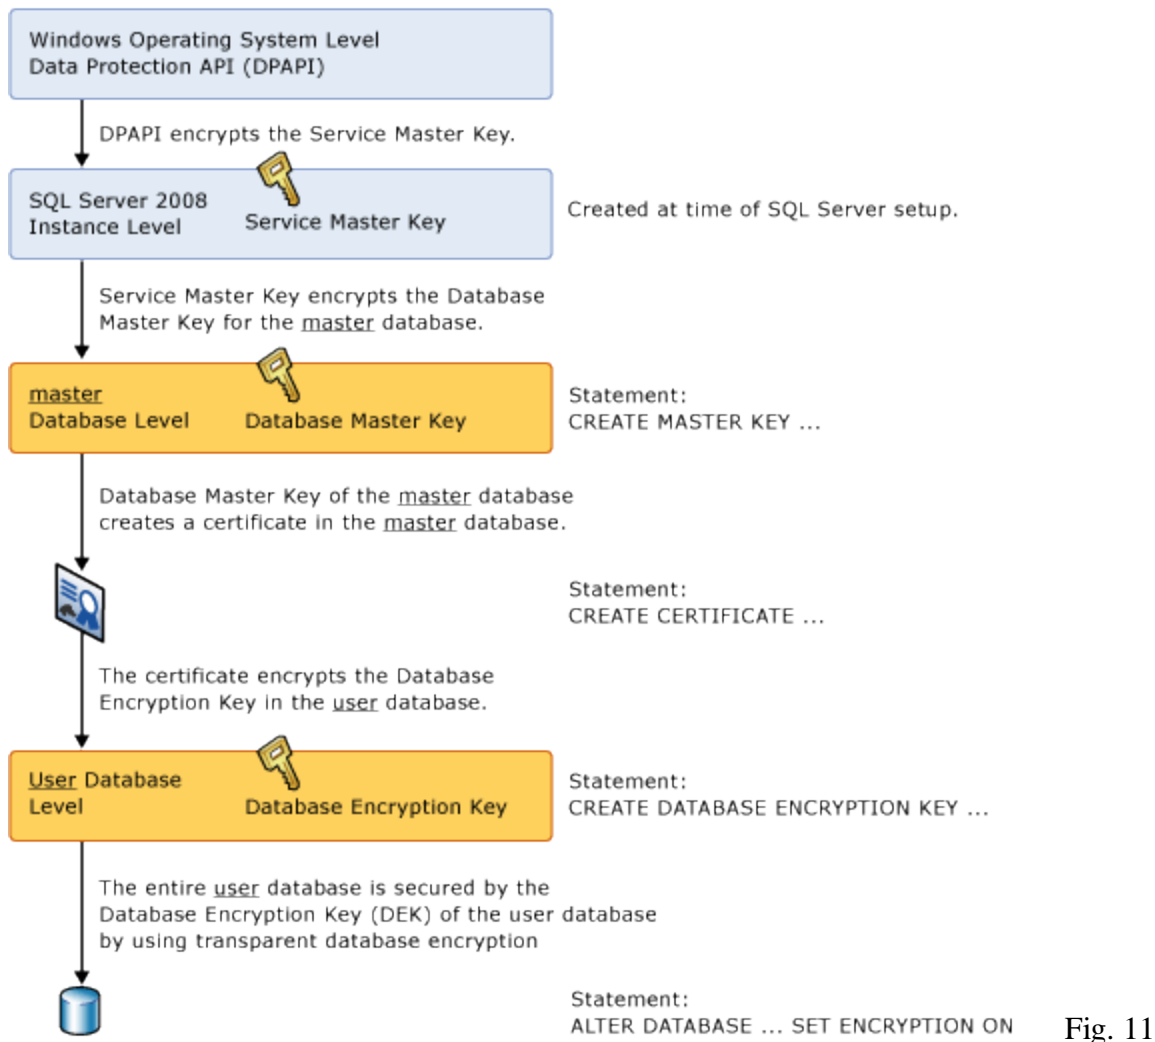 Windows Operating System Level
Data Protection API (DPAPI)
DPAPI encrypts the Service Master Key.
SQL Server 2008
Instance Level
Service Master Key
Created at time of SQL Server setup.
Service Master Key encrypts the Database
Master Key for the master database.
master
Database Level
Database Master Key
Statement:
CREATE MASTER KEY ...
Database Master Key of the master database
creates a certificate in the master database.
Statement:
CREATE CERTIFICATE ...
The certificate encrypts the Database
Encryption Key in the user database.
User Database
Level
Database Encryption Key
Statement:
CREATE DATABASE ENCRYPTION KEY ...
The entire user database is secured by the
Database Encryption Key (DEK) of the user database
by using transparent database encryption
Statement:
ALTER DATABASE ... SET ENCRYPTION ON
Fig. 11